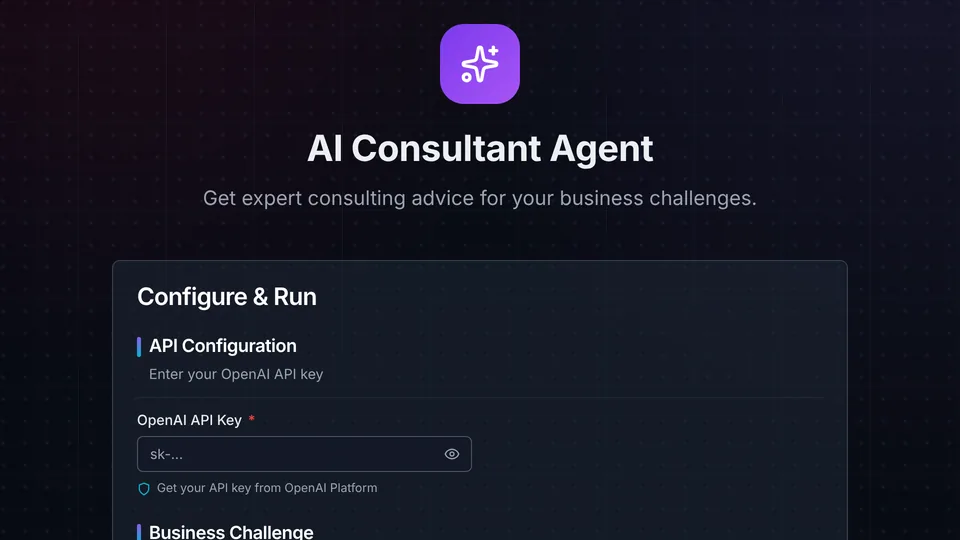 AI Consultant Agent
Get expert consulting advice for your business challenges.
Configure & Run
API Configuration
Enter your OpenAI API key
OpenAI API Key *
sk-...
Get your API key from OpenAI Platform
Business Challenge